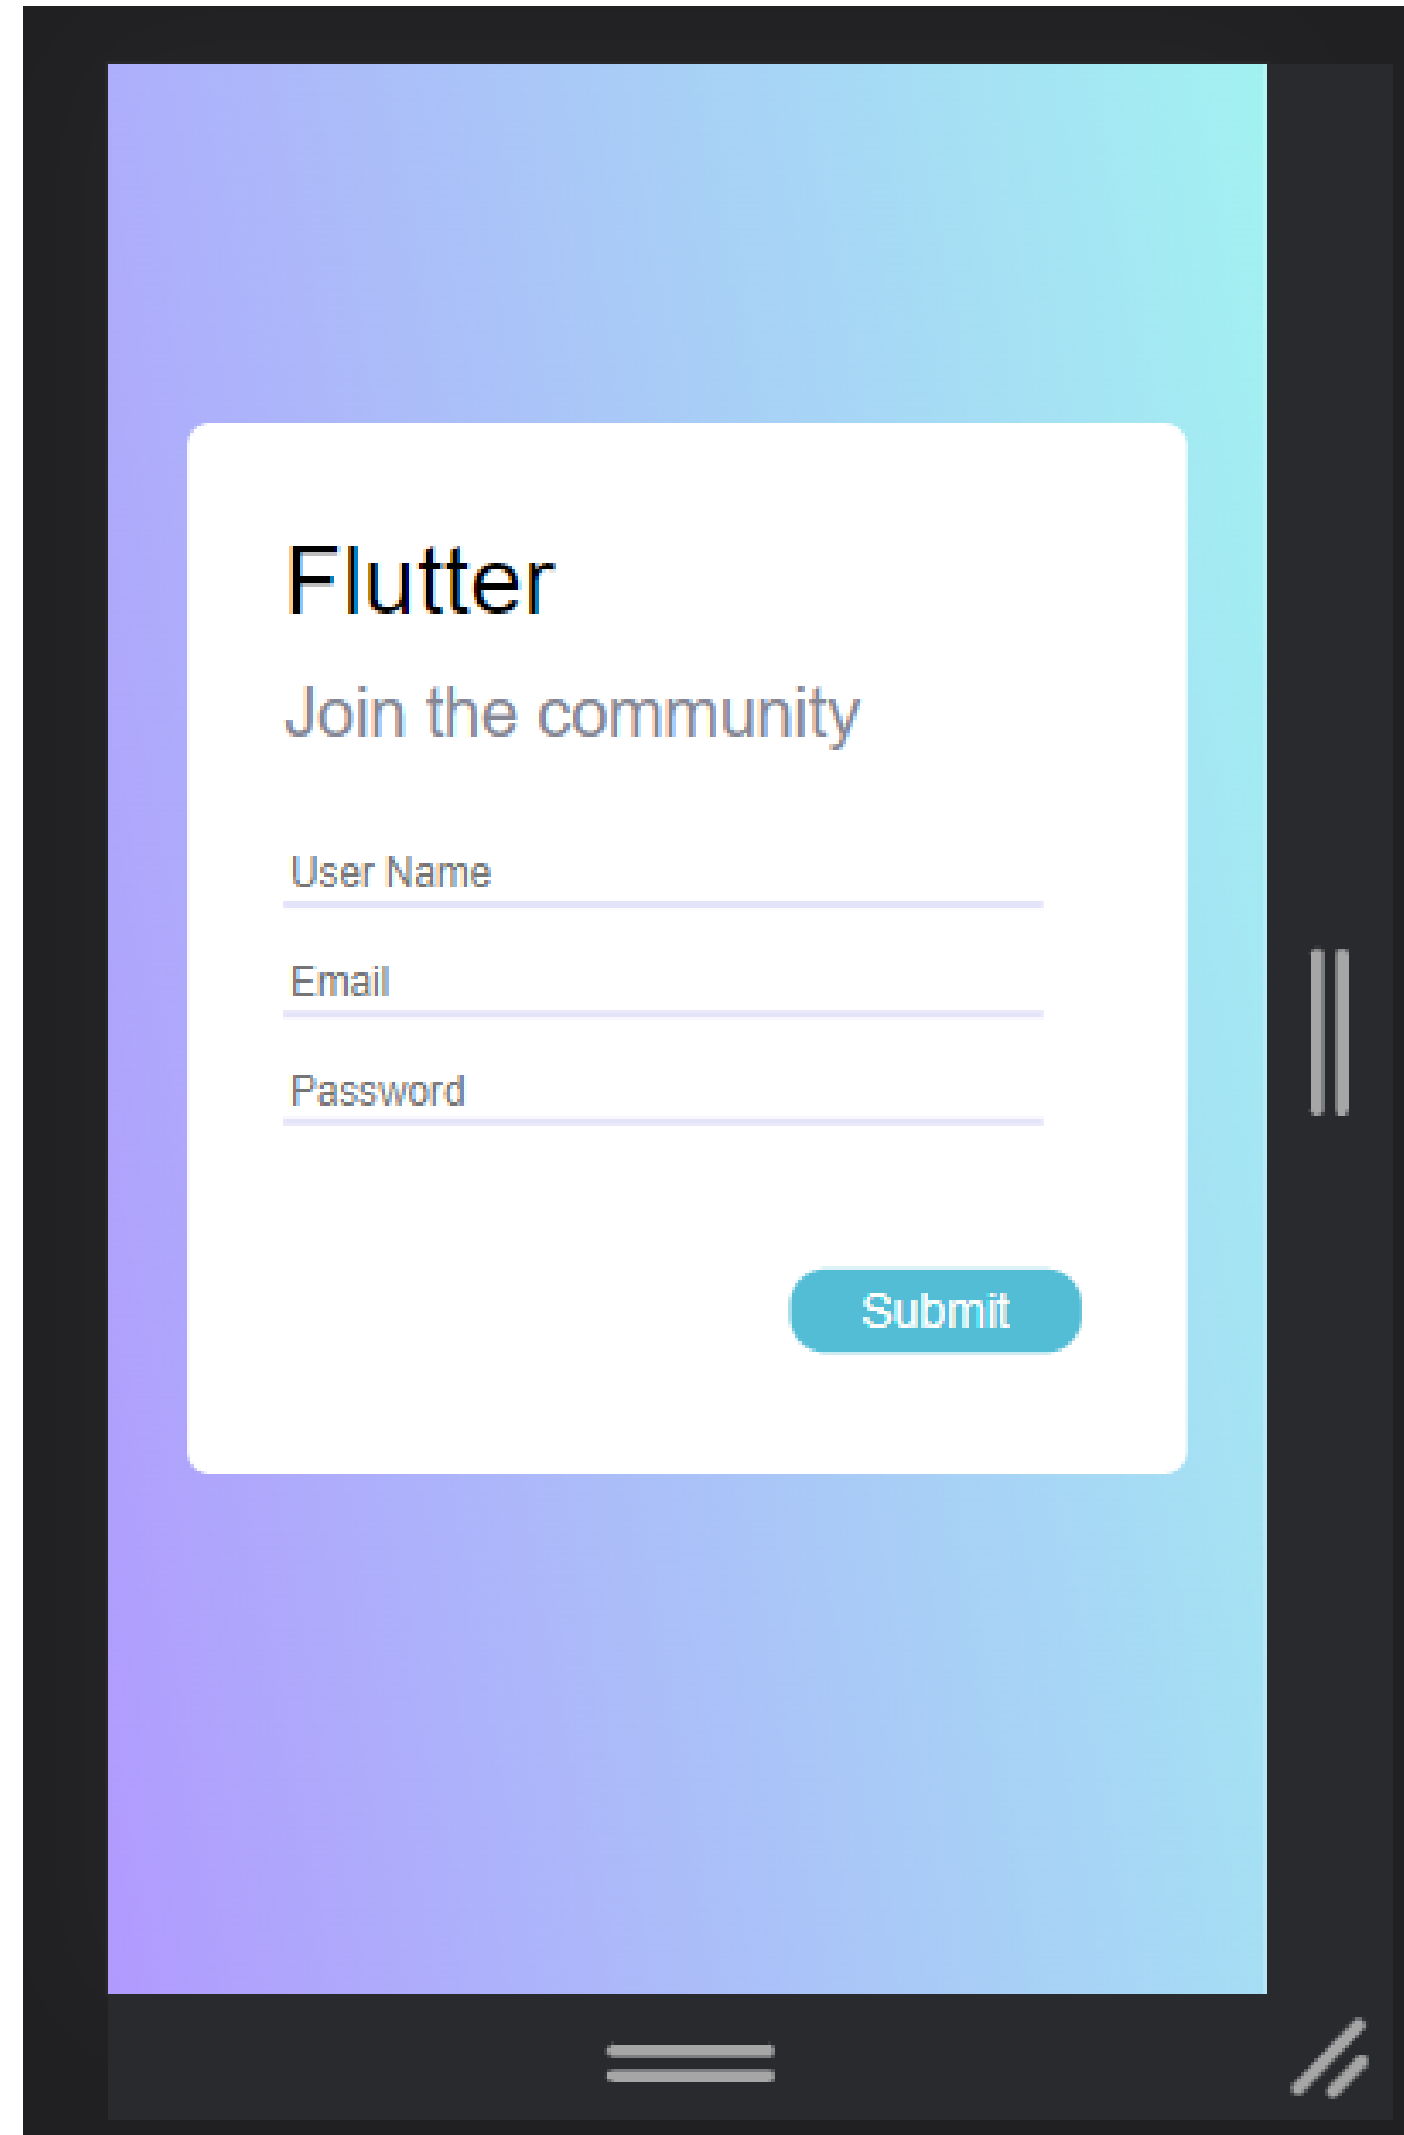 Flutter
Join the community
User Name
Email
Password
Submit